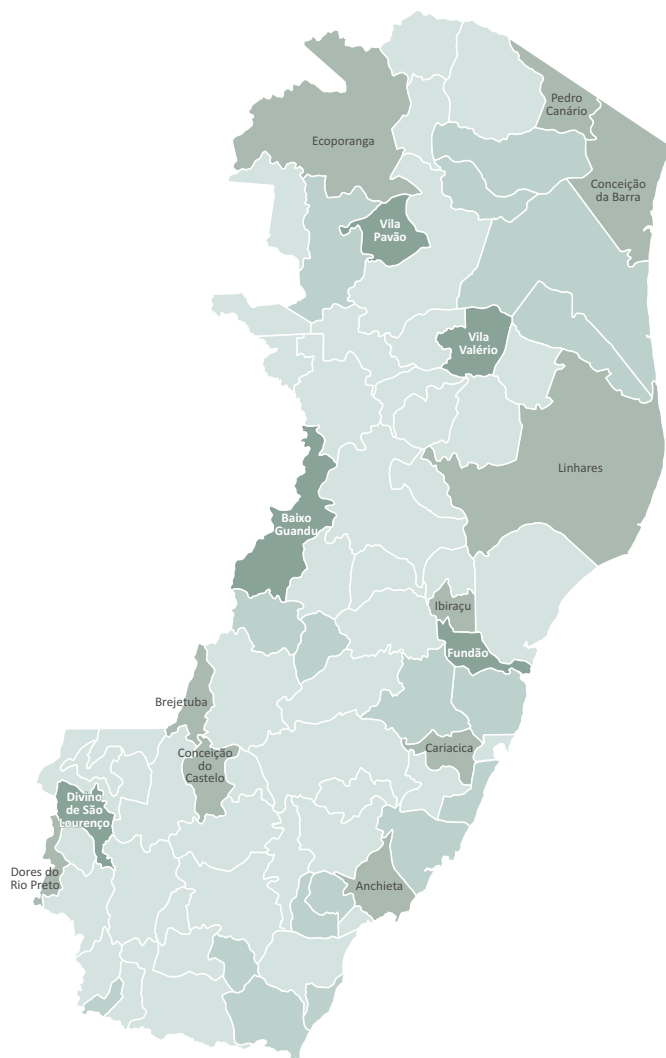 Pedro
Canário
Ecoporanga
Conceição
da Barra
Vila
Pavão
Vila
Valério
Linhares
Baixo
Guandu
Ibiraçu
Fundão
Brejetuba
Cariacica
Conceição
do
Castelo
Divino
de São
Lourenço
Dores do
Rio Preto
Anchieta